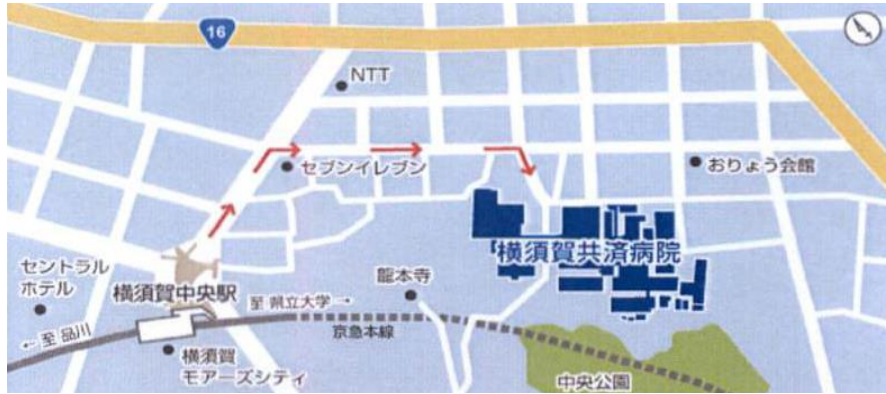 16
NTT
セブンイレブン
おりょう会館
横須賀共済病院
セントラル
ホテル
横須賀中央駅
龍本寺
至 県立大学 →
← 至 品川
京急本線
横須賀
モアーズシティ
中央公園